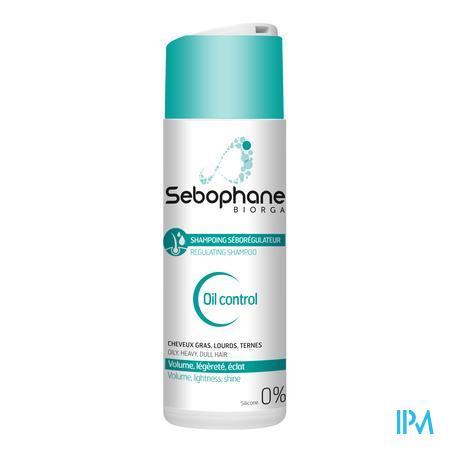 Sebophane
BIORGA
SHAMPOING SÉBORÉGULATEUR
REGULATING SHAMPOO
Oil control
CHEVEUX GRAS, LOURDS, TERNES
OILY, HEAVY, DULL HAIR
Volume, légèreté, éclat
Volume, lightness, shine
Silicone 0%
IPM